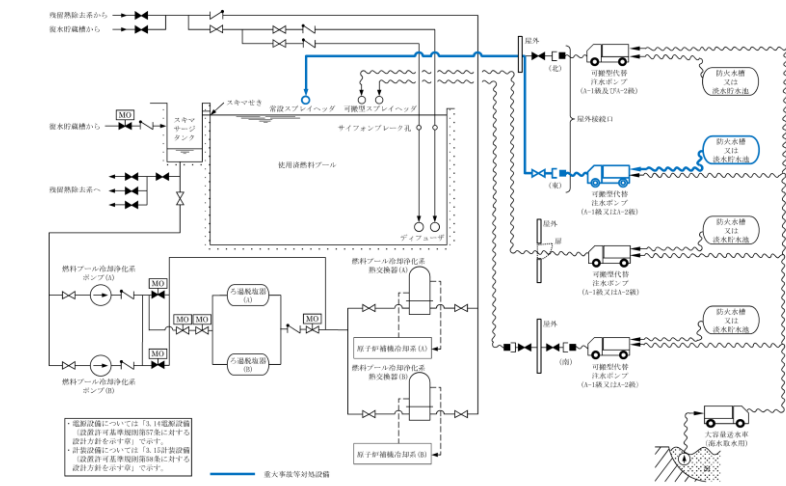 残留熱除去系から
復水貯蔵槽から
MO
復水貯蔵槽から
スキマ
サージ
タンク
スキマせき
常設スプレイヘッダ
可搬型スプレイヘッダ
サイフォンブレーク孔
使用済燃料プール
ディフューザ
残留熱除去系へ
屋外
(北)
可搬型代替
注水ポンプ
(A-1級及びA-2級)
防火水槽
又は
淡水貯水池
屋外接続口
(東)
可搬型代替
注水ポンプ
(A-1級又はA-2級)
防火水槽
又は
淡水貯水池
屋外
扉
可搬型代替
注水ポンプ
(A-1級又はA-2級)
防火水槽
又は
淡水貯水池
屋外
(南)
可搬型代替
注水ポンプ
(A-1級又はA-2級)
防火水槽
又は
淡水貯水池
大容量送水車
(海水取水用)
燃料プール冷却浄化系
ポンプ(A)
MO
MO
MO
MO
MO
ろ過脱塩器
(A)
ろ過脱塩器
(B)
燃料プール冷却浄化系
ポンプ(B)
燃料プール冷却浄化系
熱交換器(A)
原子炉補機冷却系(A)
燃料プール冷却浄化系
熱交換器(B)
原子炉補機冷却系(B)
・電源設備については「3.14電源設備
(設置許可基準規則第57条に対する
設計方針を示す章)」で示す。
・計装設備については「3.15計装設備
(設置許可基準規則第58条に対する
設計方針を示す章)」で示す。
重大事故等対処設備